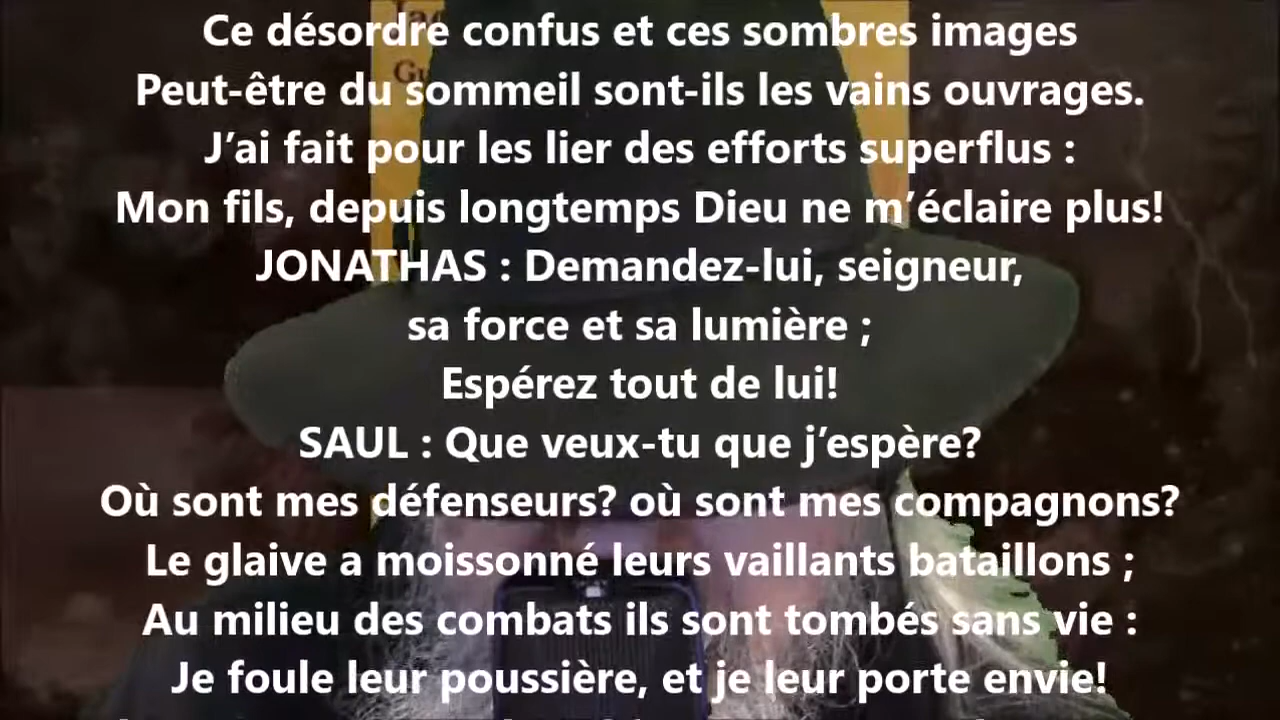 Ce désordre confus et ces sombres images
Peut-être du sommeil sont-ils les vains ouvrages.
J’ai fait pour les lier des efforts superflus :
Mon fils, depuis longtemps Dieu ne m’éclaire plus!
JONATHAS : Demandez-lui, seigneur,
sa force et sa lumière ;
Espérez tout de lui!
SAUL : Que veux-tu que j’espère?
Où sont mes défenseurs? où sont mes compagnons?
Le glaive a moissonné leurs vaillants bataillons ;
Au milieu des combats ils sont tombés sans vie :
Je foule leur poussière, et je leur porte envie!